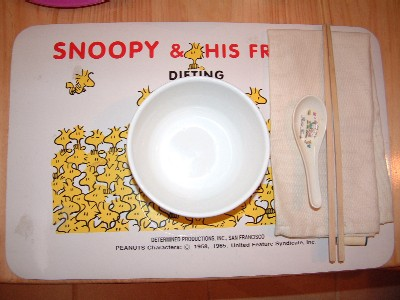 SNOOPY & HIS FR
DIETING
DETERMINED PRODUCTIONS, INC., SAN FRANCISCO
PEANUTS Characters: © 1958, 1965, United Feature Syndicate, Inc